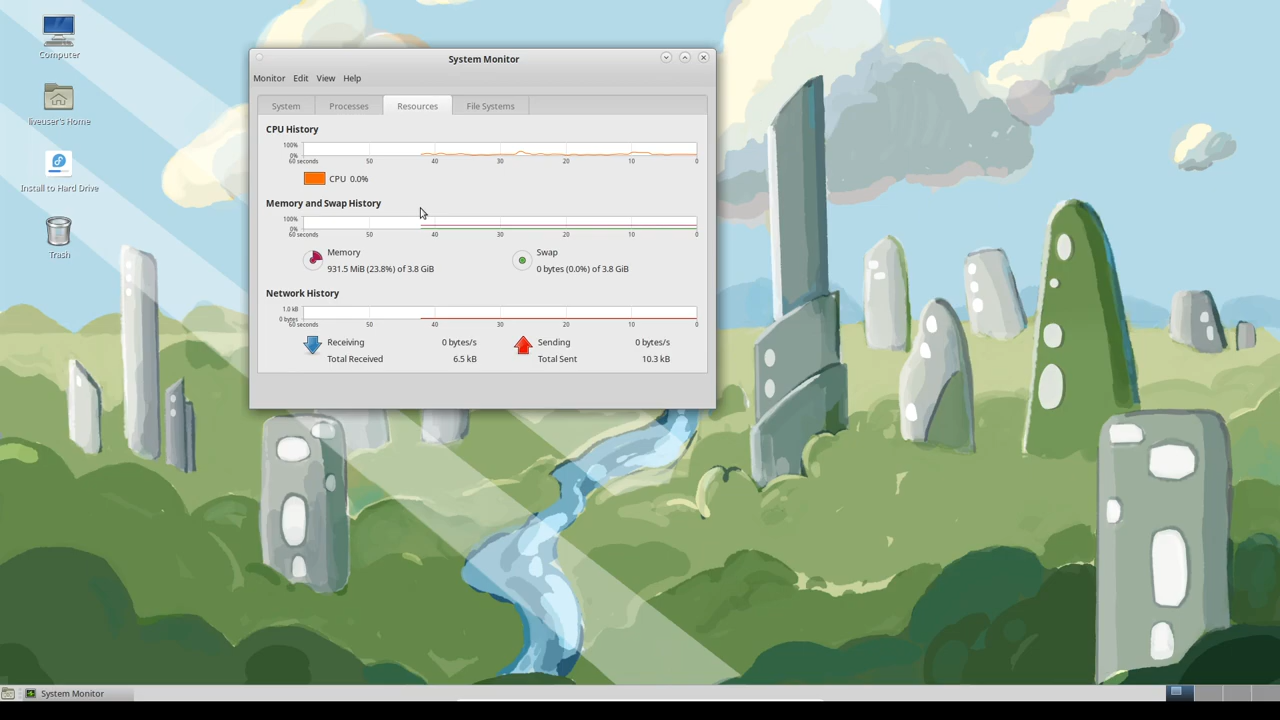 Computer
liveuser's Home
Install to Hard Drive
Trash
System Monitor
Monitor Edit View Help
System Processes Resources File Systems
CPU History
100%
0%
60 seconds 50 40 30 20 10 0
CPU 0.0%
Memory and Swap History
100%
0%
60 seconds 50 40 30 20 10 0
Memory Swap
931.5 MiB (23.8%) of 3.8 GiB 0 bytes (0.0%) of 3.8 GiB
Network History
1.0 kB
0 bytes
60 seconds 50 40 30 20 10 0
Receiving 0 bytes/s Sending 0 bytes/s
Total Received 6.5 kB Total Sent 10.3 kB
System Monitor